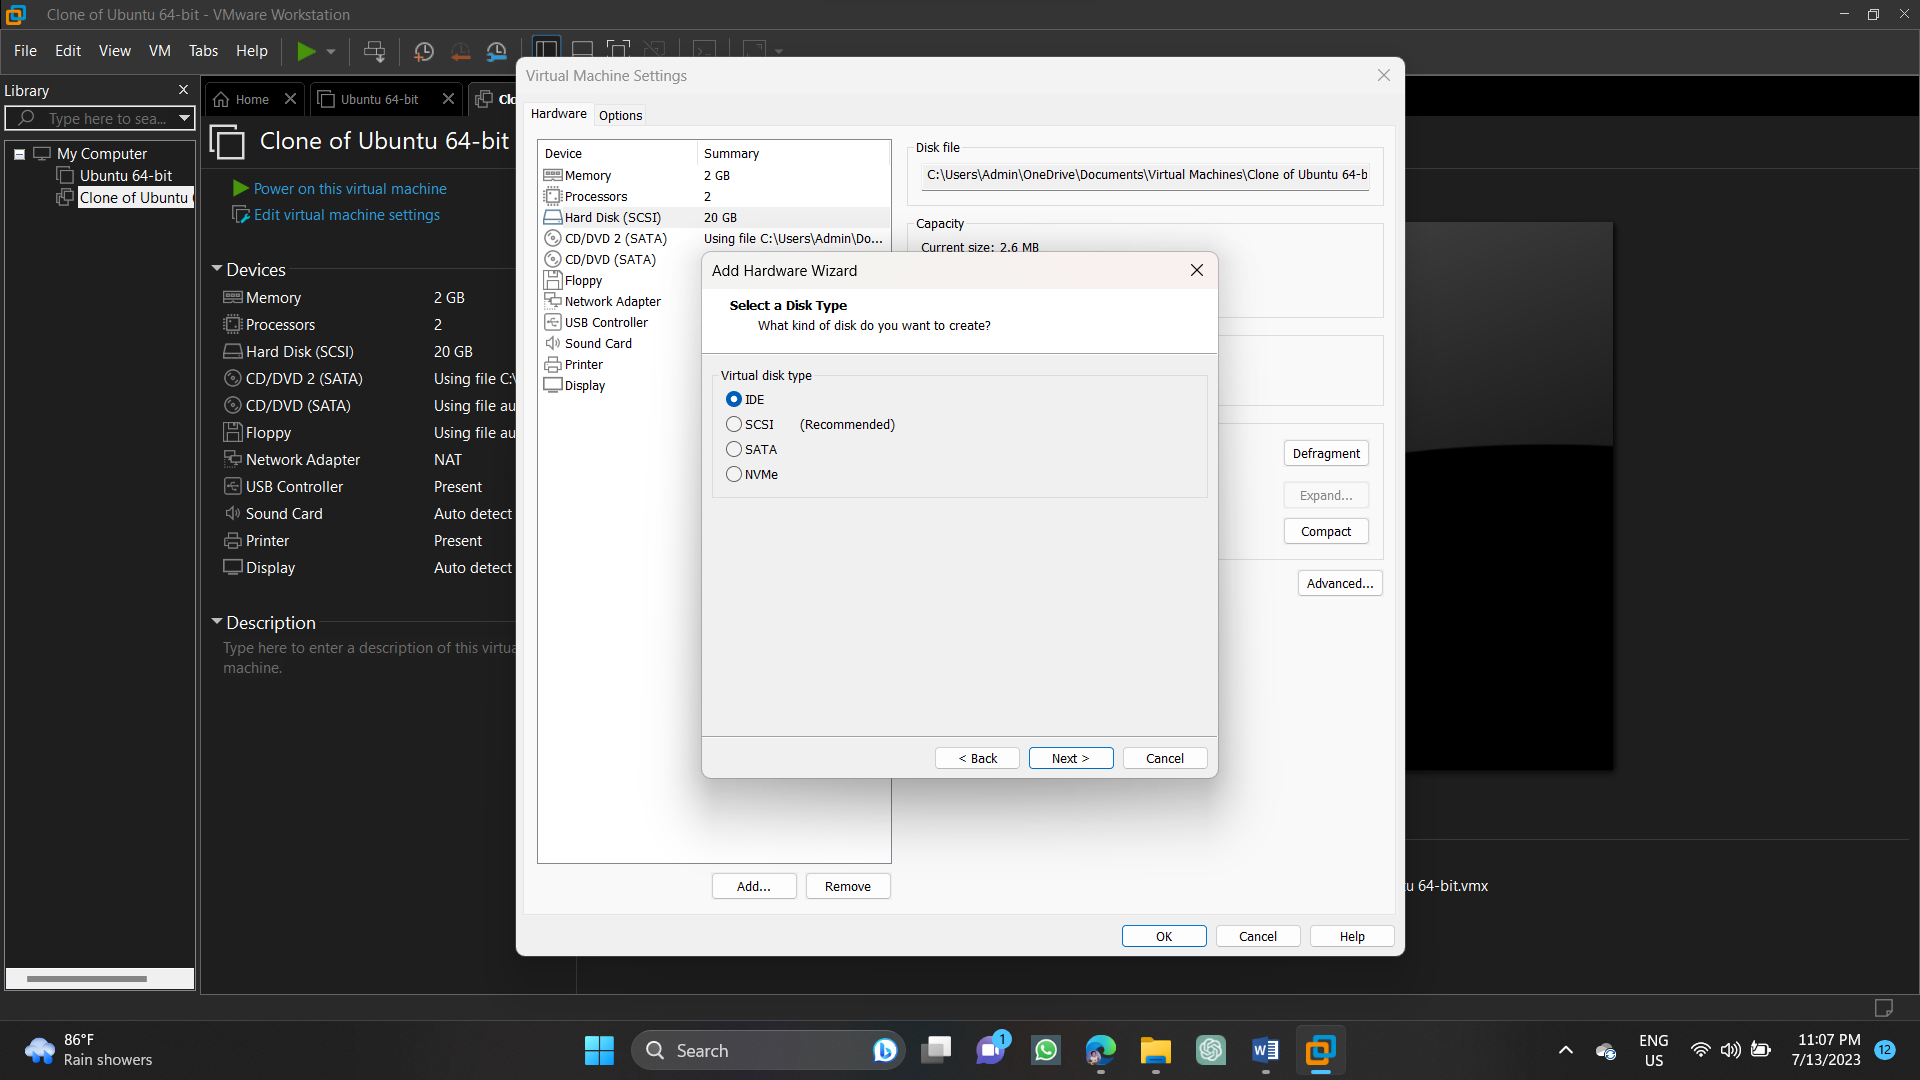 Clone of Ubuntu 64-bit - VMware Workstation
File Edit View VM Tabs Help
Library
Type here to sea...
My Computer
Ubuntu 64-bit
Clone of Ubuntu
Home
Ubuntu 64-bit
Clo
Clone of Ubuntu 64-bit
Power on this virtual machine
Edit virtual machine settings
Devices
Memory 2 GB
Processors 2
Hard Disk (SCSI) 20 GB
CD/DVD 2 (SATA) Using file C:\
CD/DVD (SATA) Using file au
Floppy Using file au
Network Adapter NAT
USB Controller Present
Sound Card Auto detect
Printer Present
Display Auto detect
Description
Type here to enter a description of this virtua
machine.
Virtual Machine Settings
Hardware Options
Device Summary
Memory 2 GB
Processors 2
Hard Disk (SCSI) 20 GB
CD/DVD 2 (SATA) Using file C:\Users\Admin\Do...
CD/DVD (SATA)
Floppy
Network Adapter
USB Controller
Sound Card
Printer
Display
Disk file
C:\Users\Admin\OneDrive\Documents\Virtual Machines\Clone of Ubuntu 64-b
Capacity
Current size: 2.6 MB
Defragment
Expand...
Compact
Advanced...
Add Hardware Wizard
Select a Disk Type
What kind of disk do you want to create?
Virtual disk type
IDE
SCSI (Recommended)
SATA
NVMe
< Back Next > Cancel
Add... Remove
OK Cancel Help
tu 64-bit.vmx
86°F
Rain showers
Search
1
ENG
US
11:07 PM
7/13/2023
12